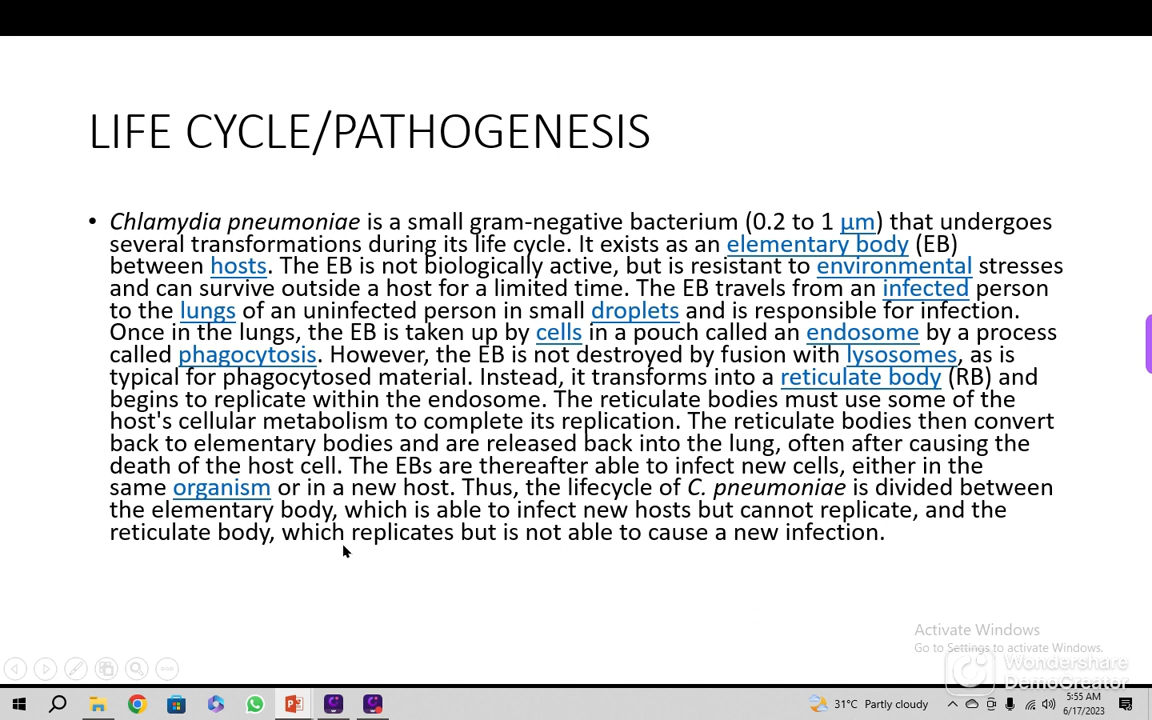 LIFE CYCLE/PATHOGENESIS
• Chlamydia pneumoniae is a small gram-negative bacterium (0.2 to 1 μm) that undergoes
several transformations during its life cycle. It exists as an elementary body (EB)
between hosts. The EB is not biologically active, but is resistant to environmental stresses
and can survive outside a host for a limited time. The EB travels from an infected person
to the lungs of an uninfected person in small droplets and is responsible for infection.
Once in the lungs, the EB is taken up by cells in a pouch called an endosome by a process
called phagocytosis. However, the EB is not destroyed by fusion with lysosomes, as is
typical for phagocytosed material. Instead, it transforms into a reticulate body (RB) and
begins to replicate within the endosome. The reticulate bodies must use some of the
host's cellular metabolism to complete its replication. The reticulate bodies then convert
back to elementary bodies and are released back into the lung, often after causing the
death of the host cell. The EBs are thereafter able to infect new cells, either in the
same organism or in a new host. Thus, the lifecycle of C. pneumoniae is divided between
the elementary body, which is able to infect new hosts but cannot replicate, and the
reticulate body, which replicates but is not able to cause a new infection.
Activate Windows
Go to Settings to activate Windows.
Wondershare
DemoCreator
31°C Partly cloudy
5:55 AM
6/17/2023